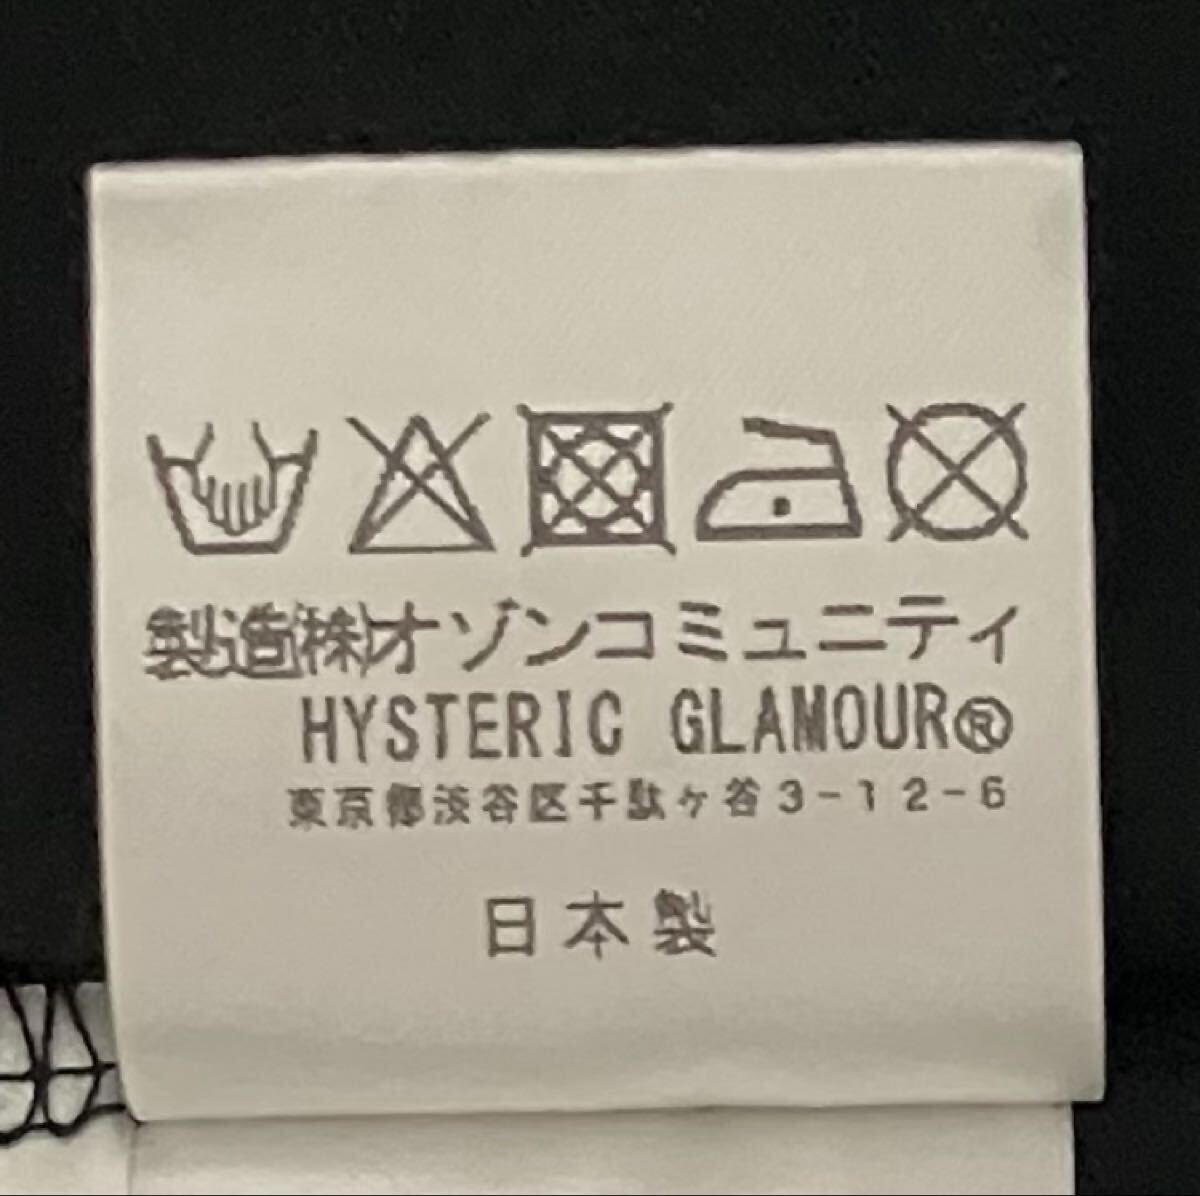 製造㈱オゾンコミュニティ
HYSTERIC GLAMOUR®
東京都渋谷区千駄ヶ谷3-12-6
日本製